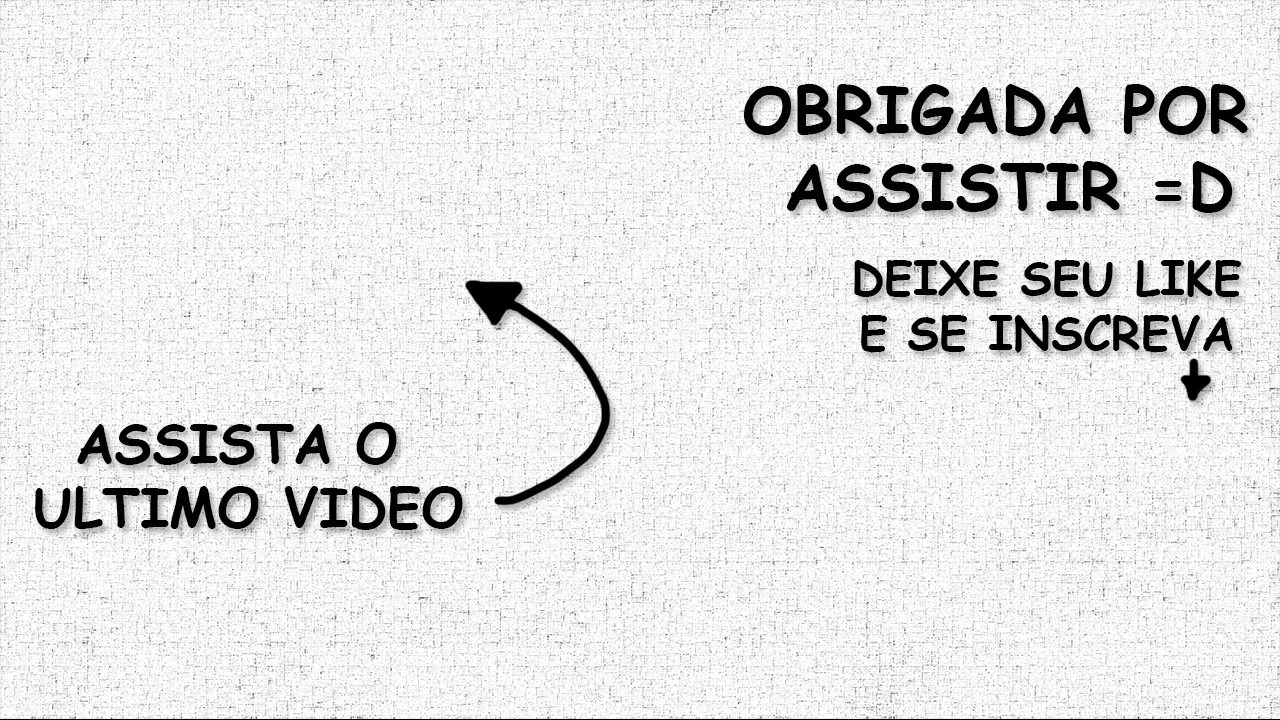 OBRIGADA POR
ASSISTIR =D
DEIXE SEU LIKE
E SE INSCREVA
ASSISTA O
ULTIMO VIDEO